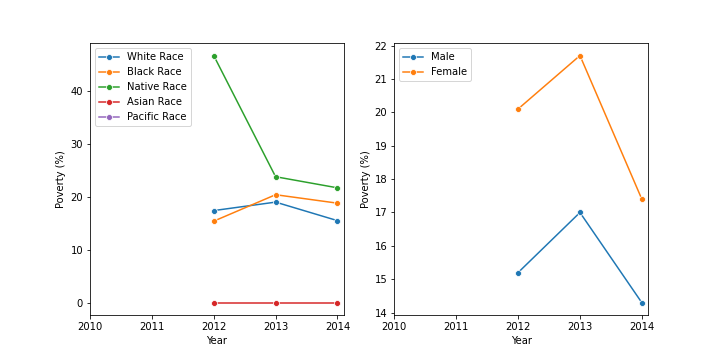 White Race
Black Race
Native Race
Asian Race
Pacific Race
Poverty (%)
40
30
20
10
0
2010 2011 2012 2013 2014
Year
Male
Female
Poverty (%)
22
21
20
19
18
17
16
15
14
2010 2011 2012 2013 2014
Year